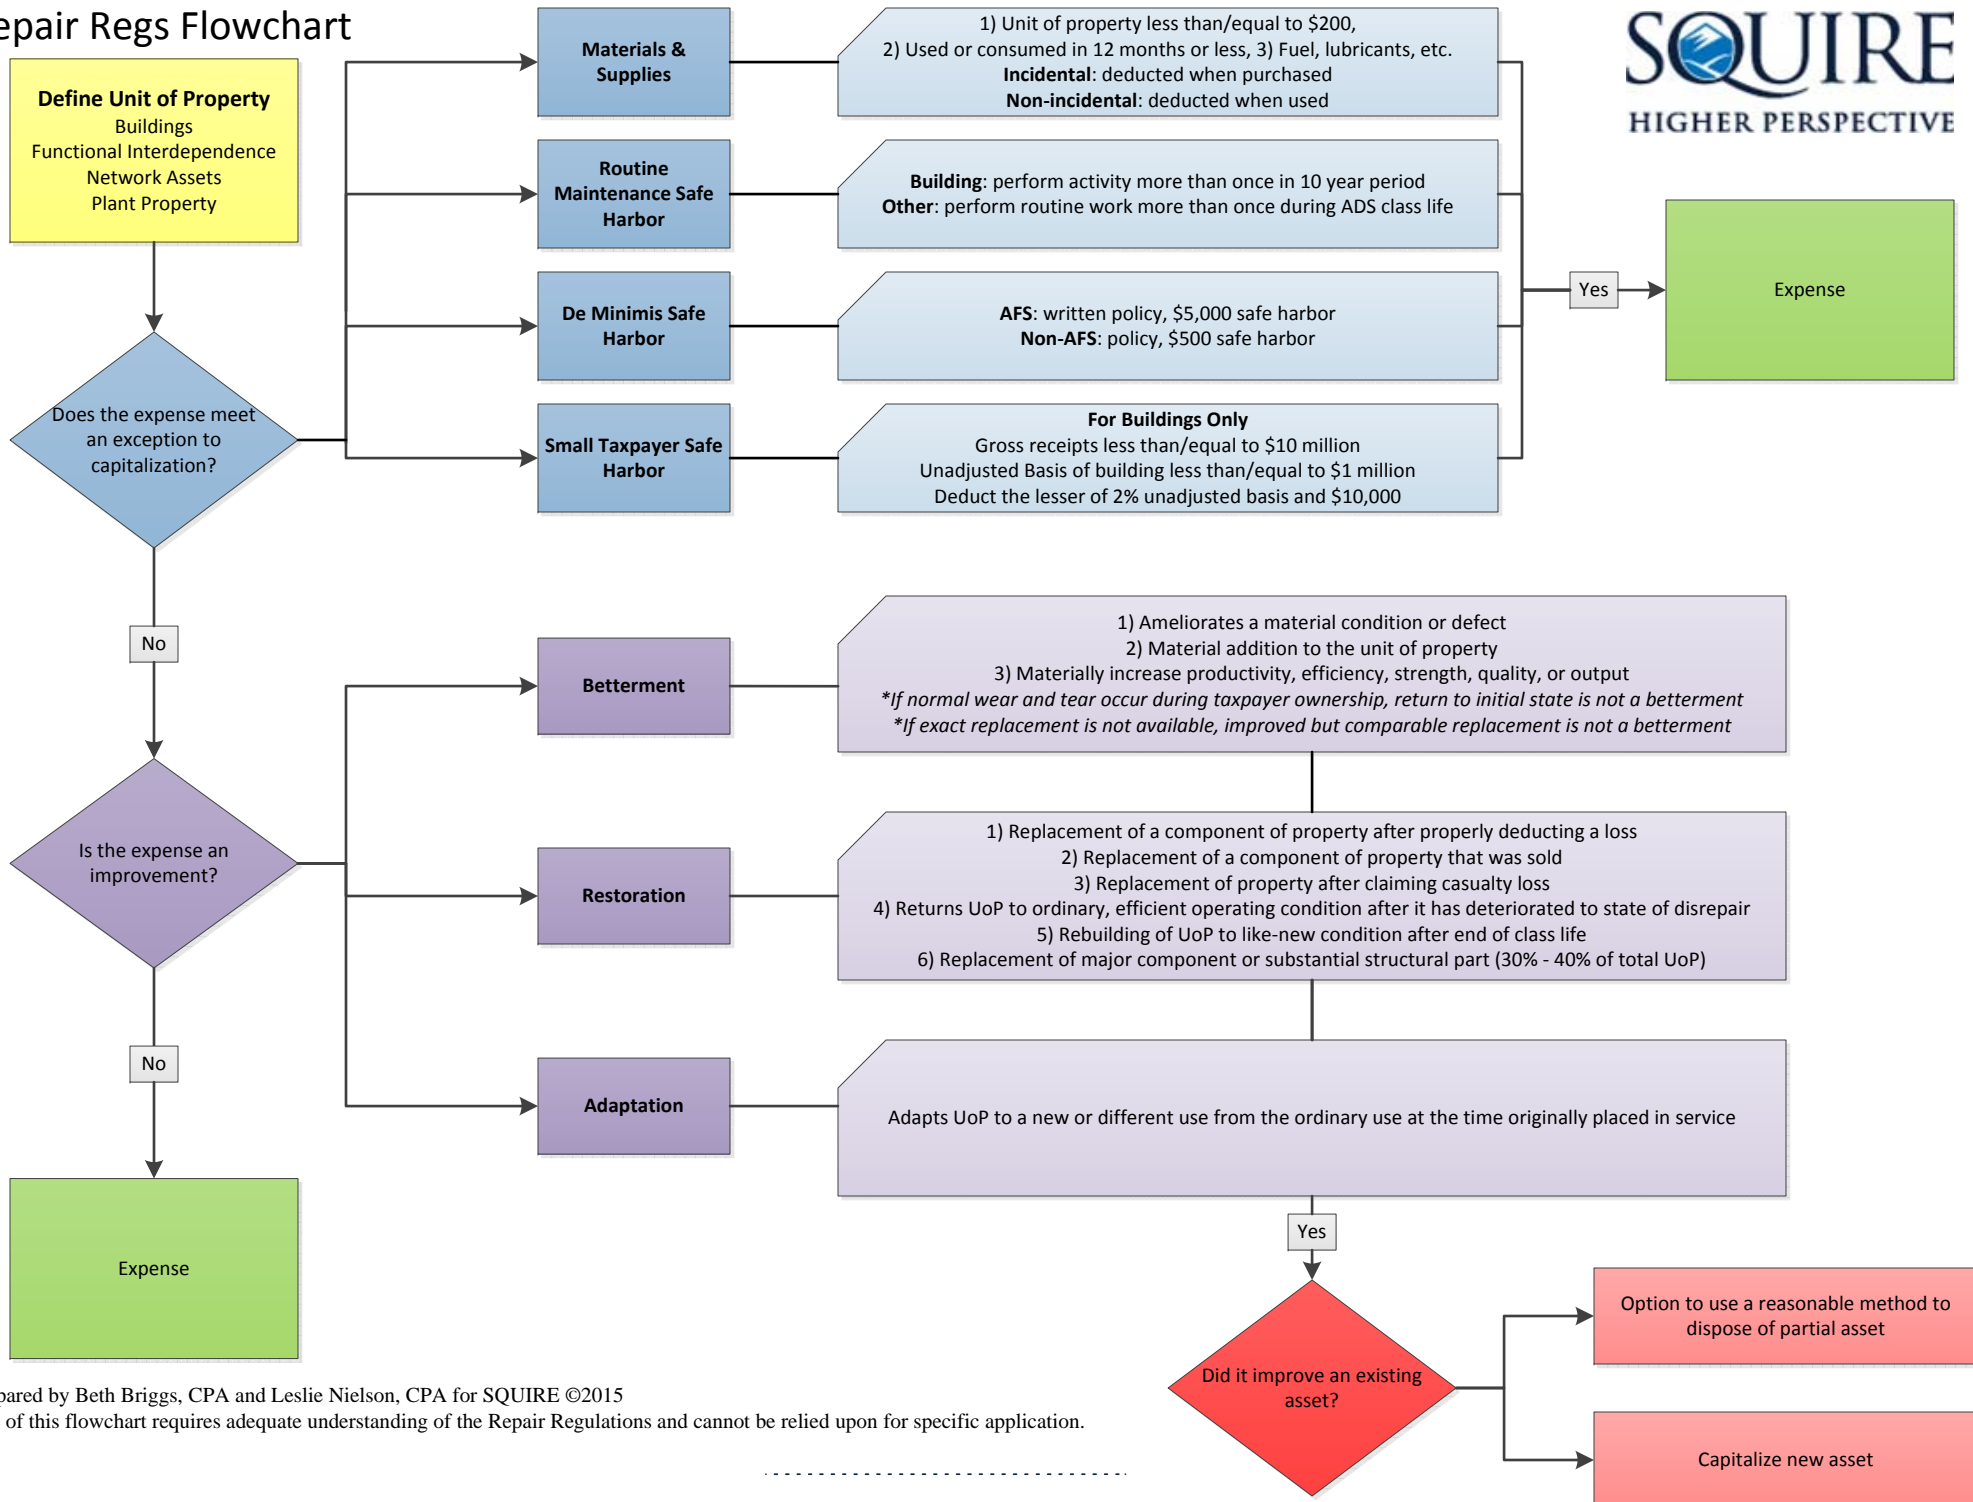 epair Regs Flowchart
SQUIRE
HIGHER PERSPECTIVE
Define Unit of Property
Buildings
Functional Interdependence
Network Assets
Plant Property
Materials &
Supplies
1) Unit of property less than/equal to $200,
2) Used or consumed in 12 months or less, 3) Fuel, lubricants, etc.
Incidental: deducted when purchased
Non-incidental: deducted when used
Routine
Maintenance Safe
Harbor
Building: perform activity more than once in 10 year period
Other: perform routine work more than once during ADS class life
De Minimis Safe
Harbor
AFS: written policy, $5,000 safe harbor
Non-AFS: policy, $500 safe harbor
Yes
Expense
Does the expense meet
an exception to
capitalization?
Small Taxpayer Safe
Harbor
For Buildings Only
Gross receipts less than/equal to $10 million
Unadjusted Basis of building less than/equal to $1 million
Deduct the lesser of 2% unadjusted basis and $10,000
No
Betterment
1) Ameliorates a material condition or defect
2) Material addition to the unit of property
3) Materially increase productivity, efficiency, strength, quality, or output
*If normal wear and tear occur during taxpayer ownership, return to initial state is not a betterment
*If exact replacement is not available, improved but comparable replacement is not a betterment
Is the expense an
improvement?
Restoration
1) Replacement of a component of property after properly deducting a loss
2) Replacement of a component of property that was sold
3) Replacement of property after claiming casualty loss
4) Returns UoP to ordinary, efficient operating condition after it has deteriorated to state of disrepair
5) Rebuilding of UoP to like-new condition after end of class life
6) Replacement of major component or substantial structural part (30% - 40% of total UoP)
No
Adaptation
Adapts UoP to a new or different use from the ordinary use at the time originally placed in service
Yes
Expense
Did it improve an existing
asset?
Option to use a reasonable method to
dispose of partial asset
Capitalize new asset
pared by Beth Briggs, CPA and Leslie Nielson, CPA for SQUIRE ©2015
of this flowchart requires adequate understanding of the Repair Regulations and cannot be relied upon for specific application.